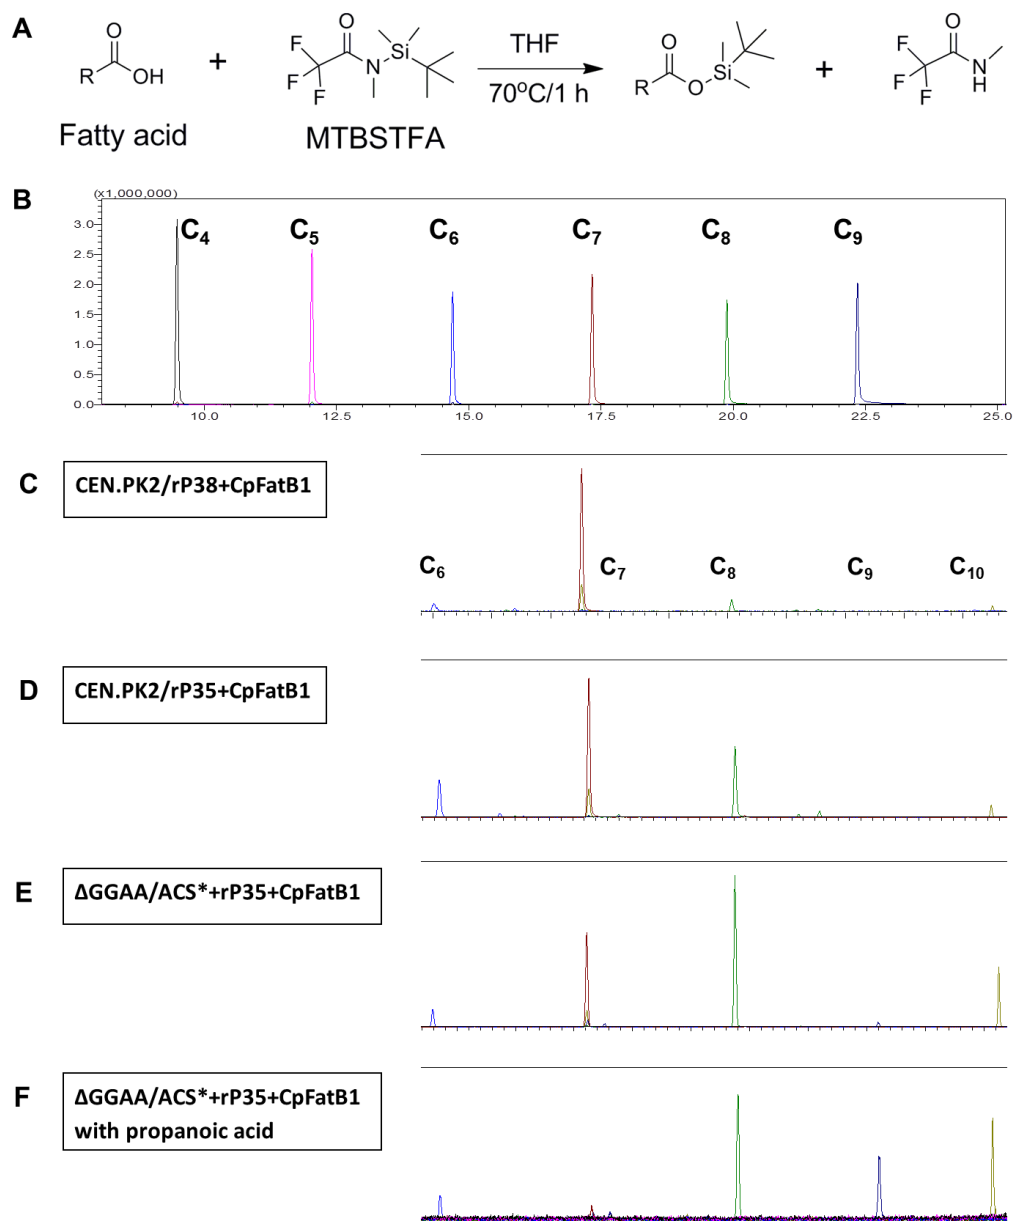 A
O
R
OH
+
O
F
F
F
N
Si
THF
70°C/1 h
O
R
O
Si
+
O
F
F
F
N
H
Fatty acid
MTBSTFA
B
(x1,000,000)
C4
C5
C6
C7
C8
C9
3.0
2.5
2.0
1.5
1.0
0.5
0.0
10.0
12.5
15.0
17.5
20.0
22.5
25.0
C
CEN.PK2/rP38+CpFatB1
C6
C7
C8
C9
C10
D
CEN.PK2/rP35+CpFatB1
E
ΔGGAA/ACS*+rP35+CpFatB1
F
ΔGGAA/ACS*+rP35+CpFatB1
with propanoic acid